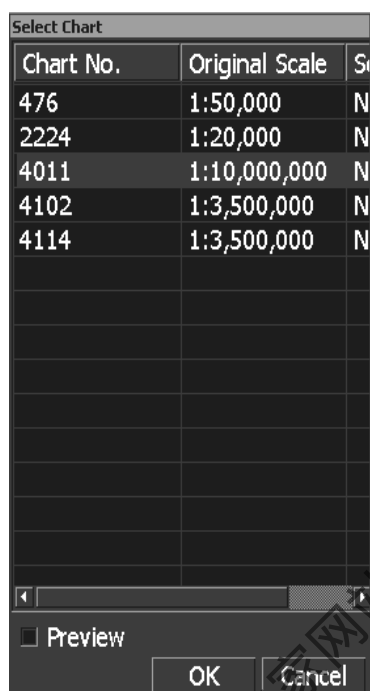 Select Chart
Chart No. Original Scale
476 1:50,000 N
2224 1:20,000 N
4011 1:10,000,000 N
4102 1:3,500,000 N
4114 1:3,500,000 N
Preview
OK Cancel